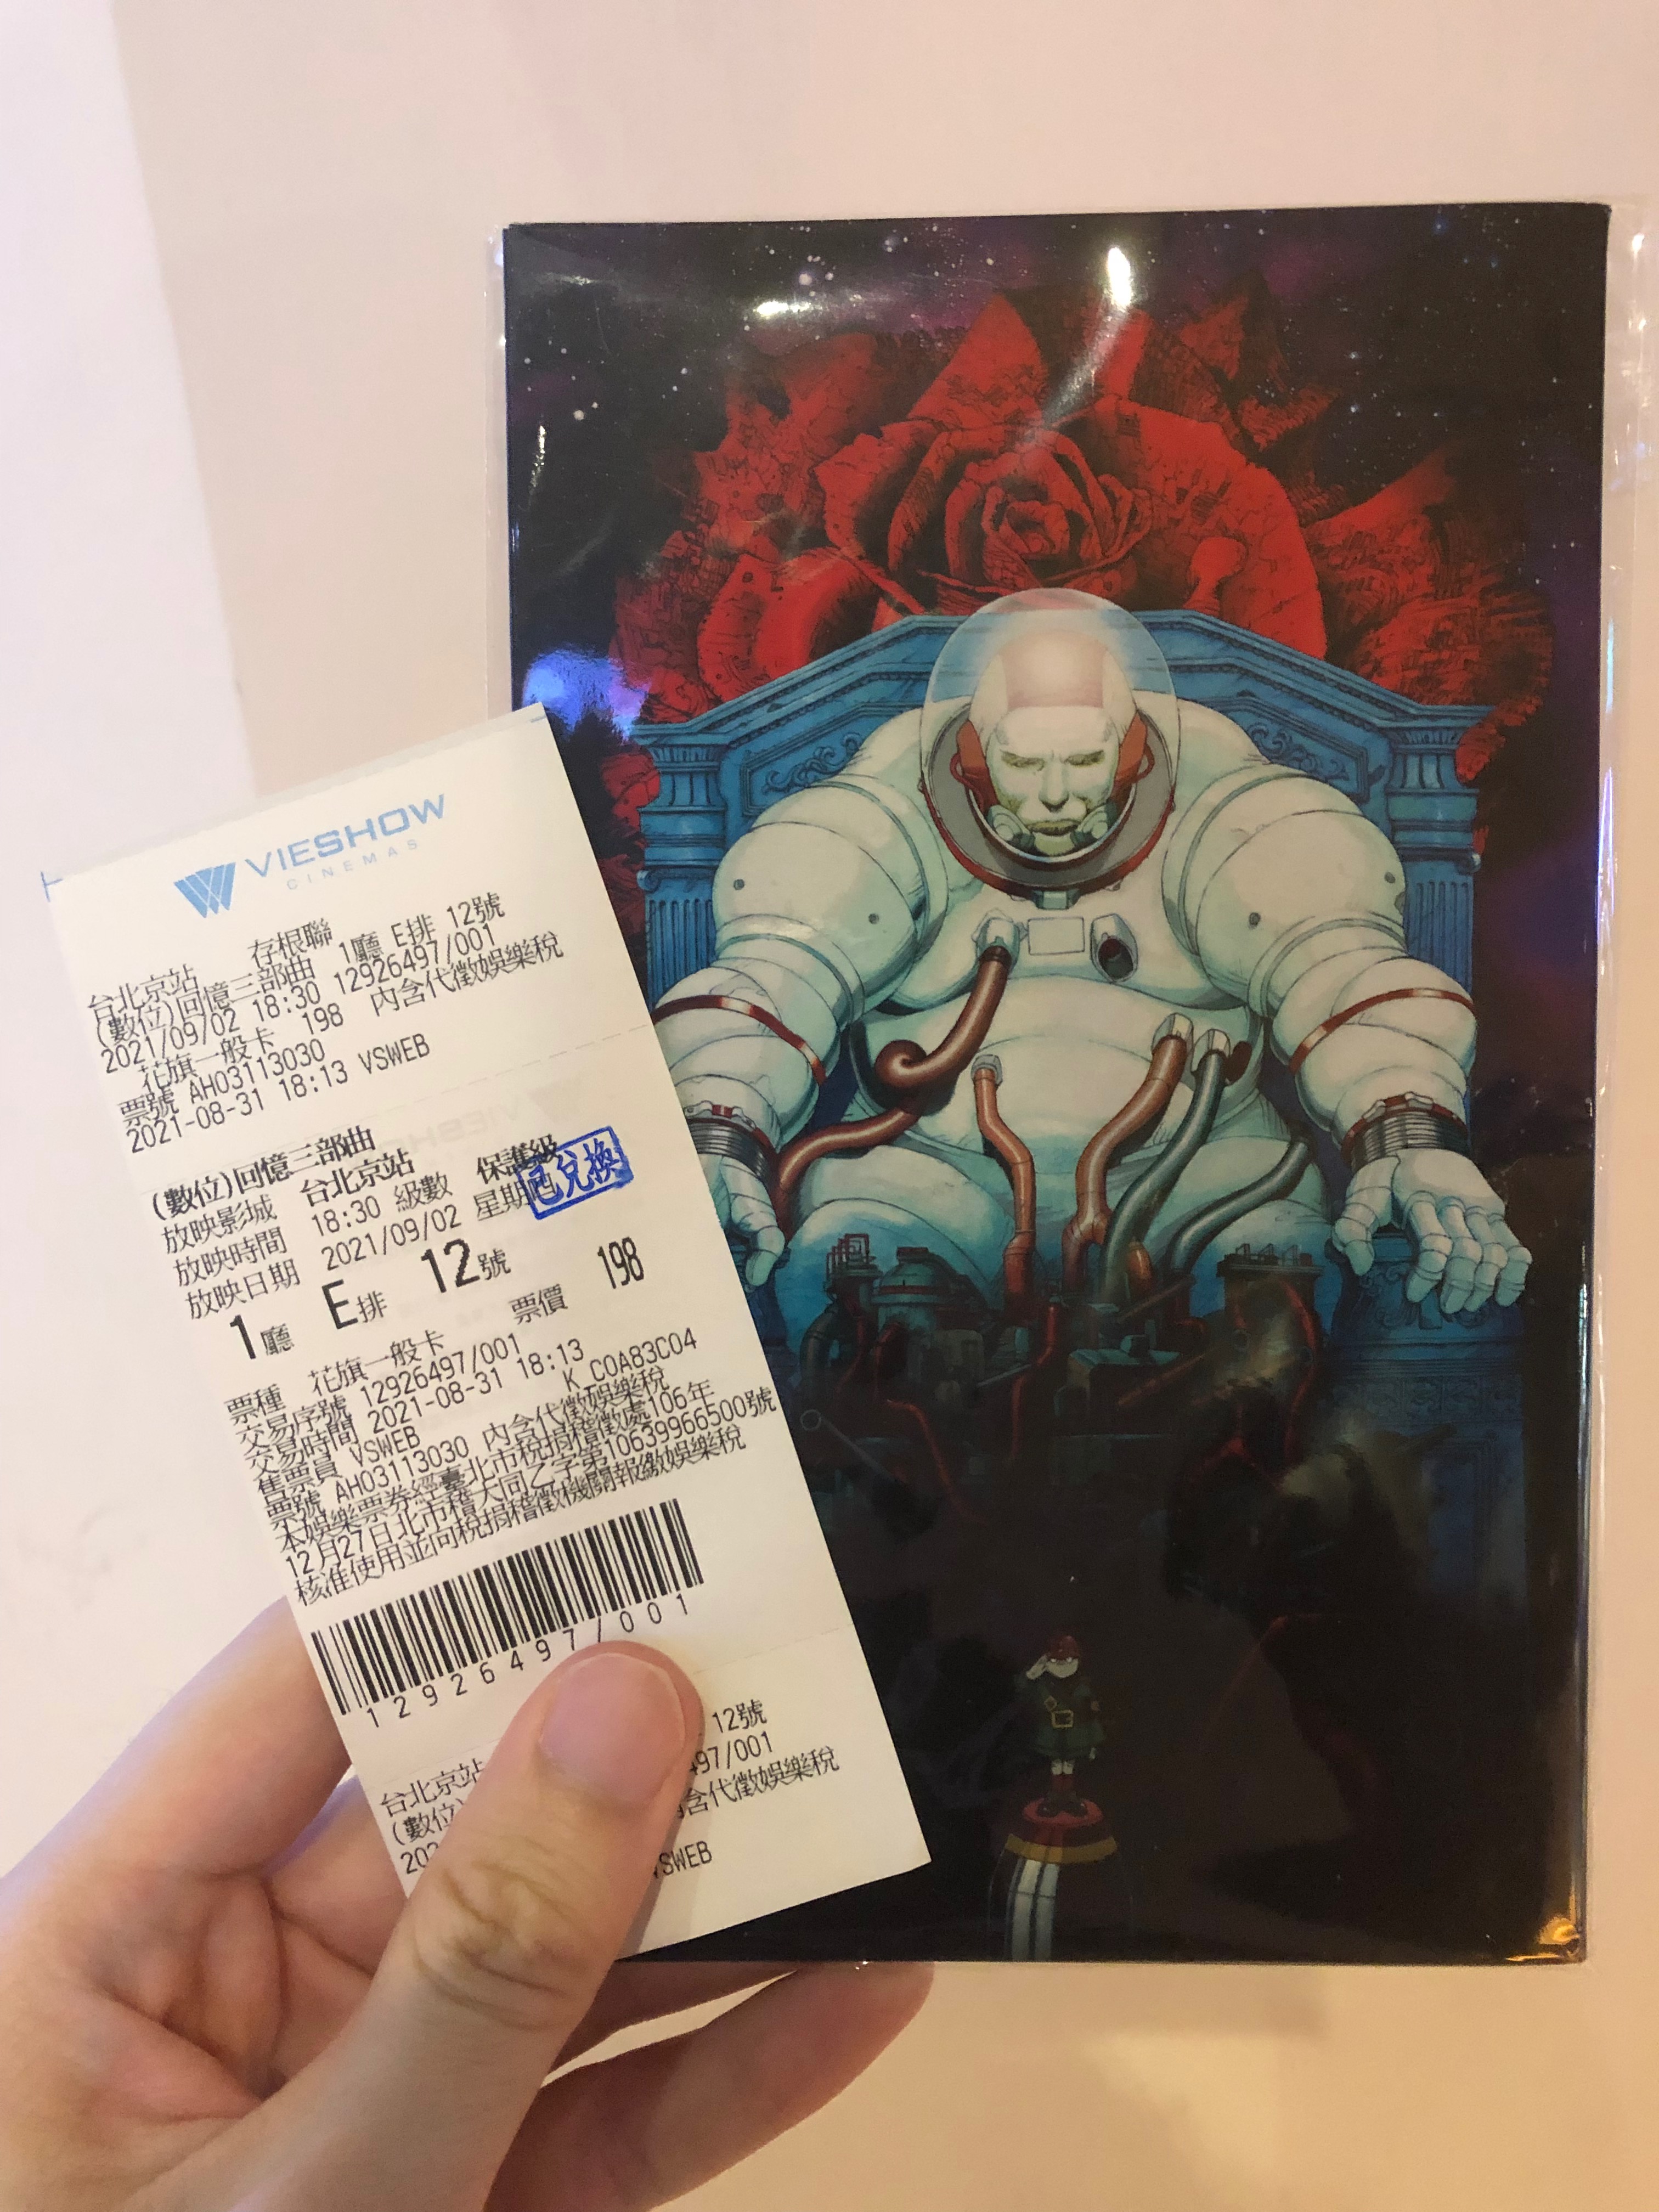 VIESHOW
CINEMAS
存根聯
台北京站 1廳 E排 12號
(數位)回憶三部曲
2021/09/02 18:30 12926497/001
花旗一般卡 198 內含代徵娛樂稅
票號 AH03113030
2021-08-31 18:13 VSWEB
(數位)回憶三部曲
放映影城 台北京站 保護級
放映時間 18:30 級數
放映日期 2021/09/02 星期
已兌換
1廳 E排 12號
票價 198
票種 花旗一般卡
交易序號 12926497/001
交易時間 2021-08-31 18:13
售票員 VSWEB K C0A83C04
票號 AH03113030 內含代徵娛樂稅
本娛樂票券經臺北市稅捐稽徵處106年
12月27日北市稽大同乙字第10639966500號
核准使用並向稅捐稽徵機關報繳娛樂稅
12926497/001
台北京站 12號
(數位)
202 497/001
含代徵娛樂稅
VSWEB